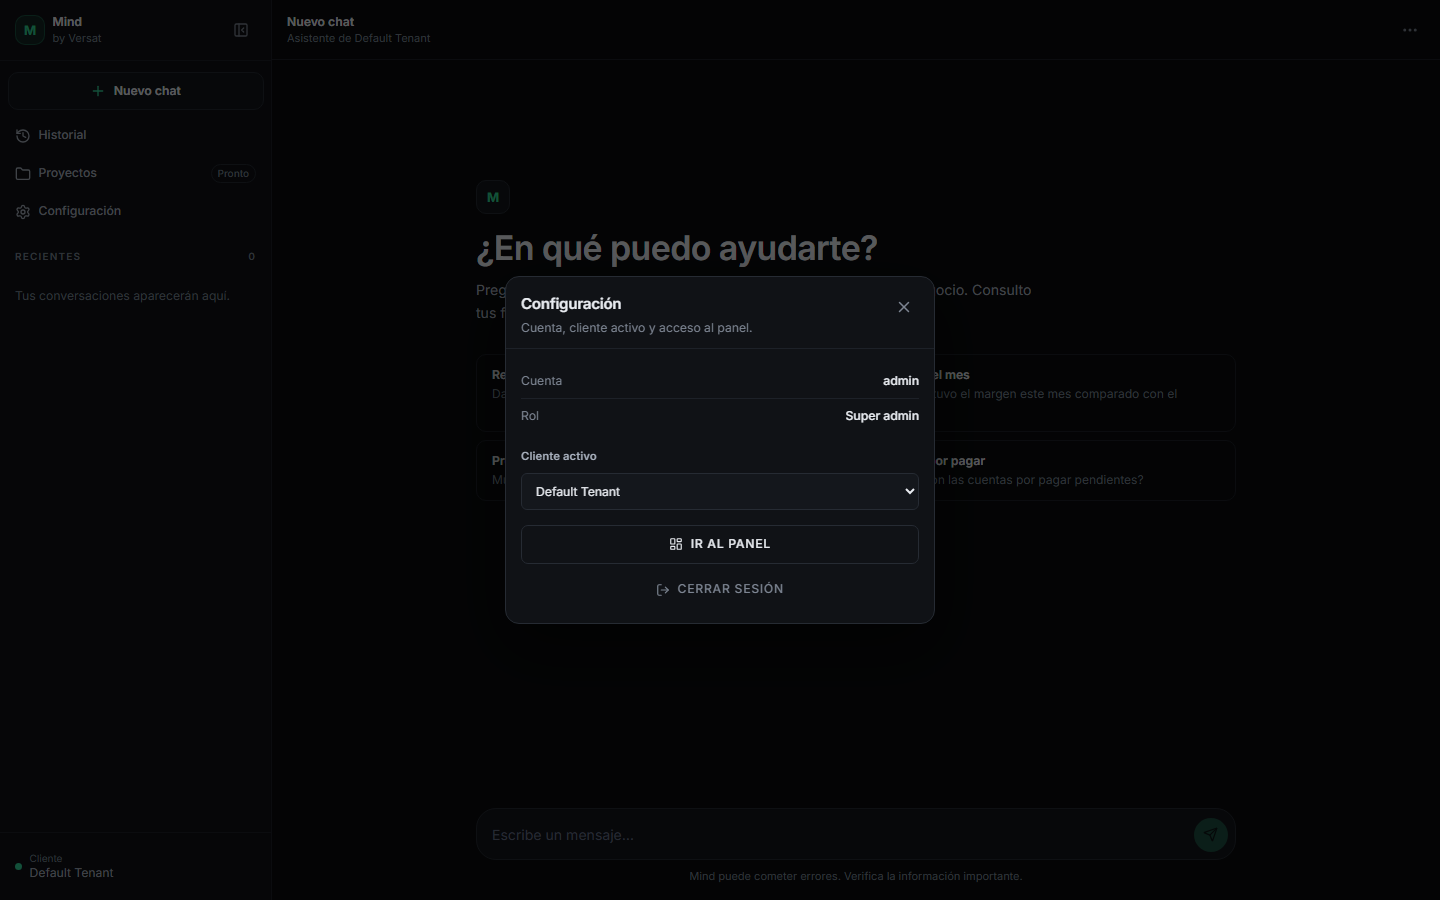 M
Mind
by Versat
Nuevo chat
Historial
Proyectos
Pronto
Configuración
RECIENTES
0
Tus conversaciones aparecerán aquí.
Cliente
Default Tenant
Nuevo chat
Asistente de Default Tenant
M
¿En qué puedo ayudarte?
ocio. Consulto
tus
el mes
tuvo el margen este mes comparado con el
or pagar
las cuentas por pagar pendientes?
Configuración
Cuenta, cliente activo y acceso al panel.
Cuenta
admin
Rol
Super admin
Cliente activo
Default Tenant
IR AL PANEL
CERRAR SESIÓN
Escribe un mensaje...
Mind puede cometer errores. Verifica la información importante.